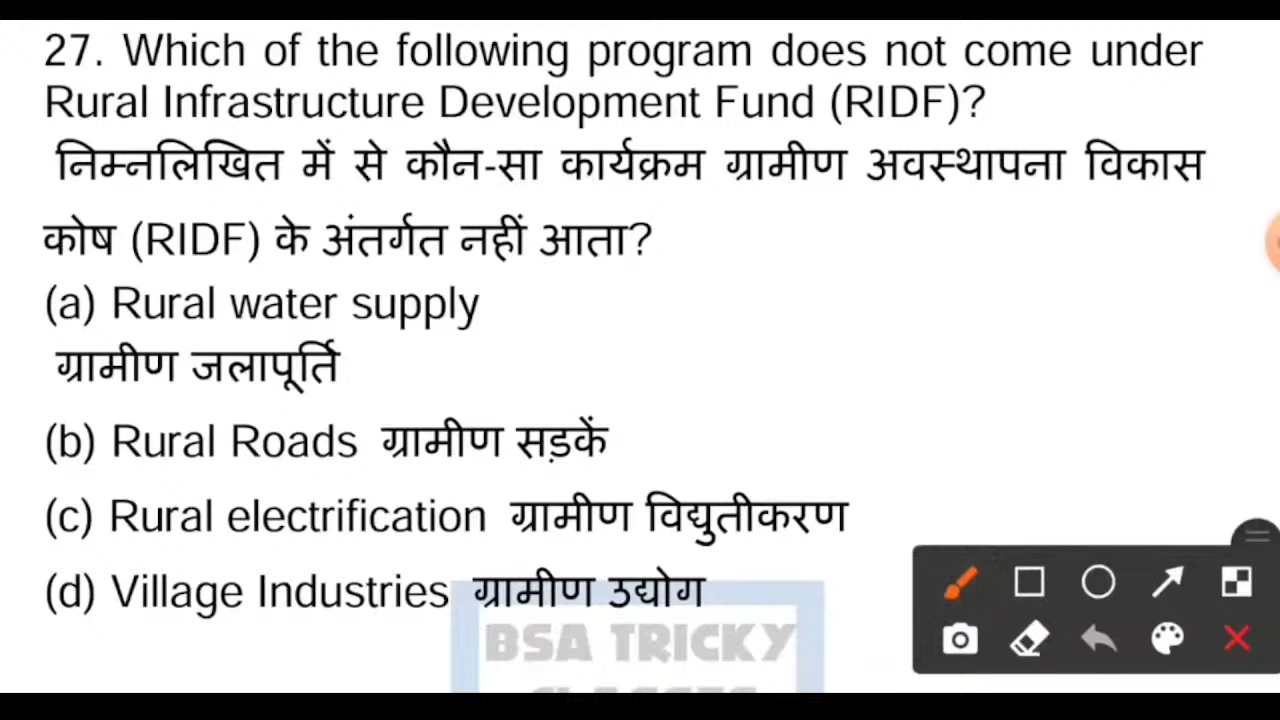 27. Which of the following program does not come under
Rural Infrastructure Development Fund (RIDF)?
निम्नलिखित में से कौन-सा कार्यक्रम ग्रामीण अवस्थापना विकास
कोष (RIDF) के अंतर्गत नहीं आता?
(a) Rural water supply
ग्रामीण जलापूर्ति
(b) Rural Roads ग्रामीण सड़कें
(c) Rural electrification ग्रामीण विद्युतीकरण
(d) Village Industries ग्रामीण उद्योग
BSA TRICKY
CLASSES